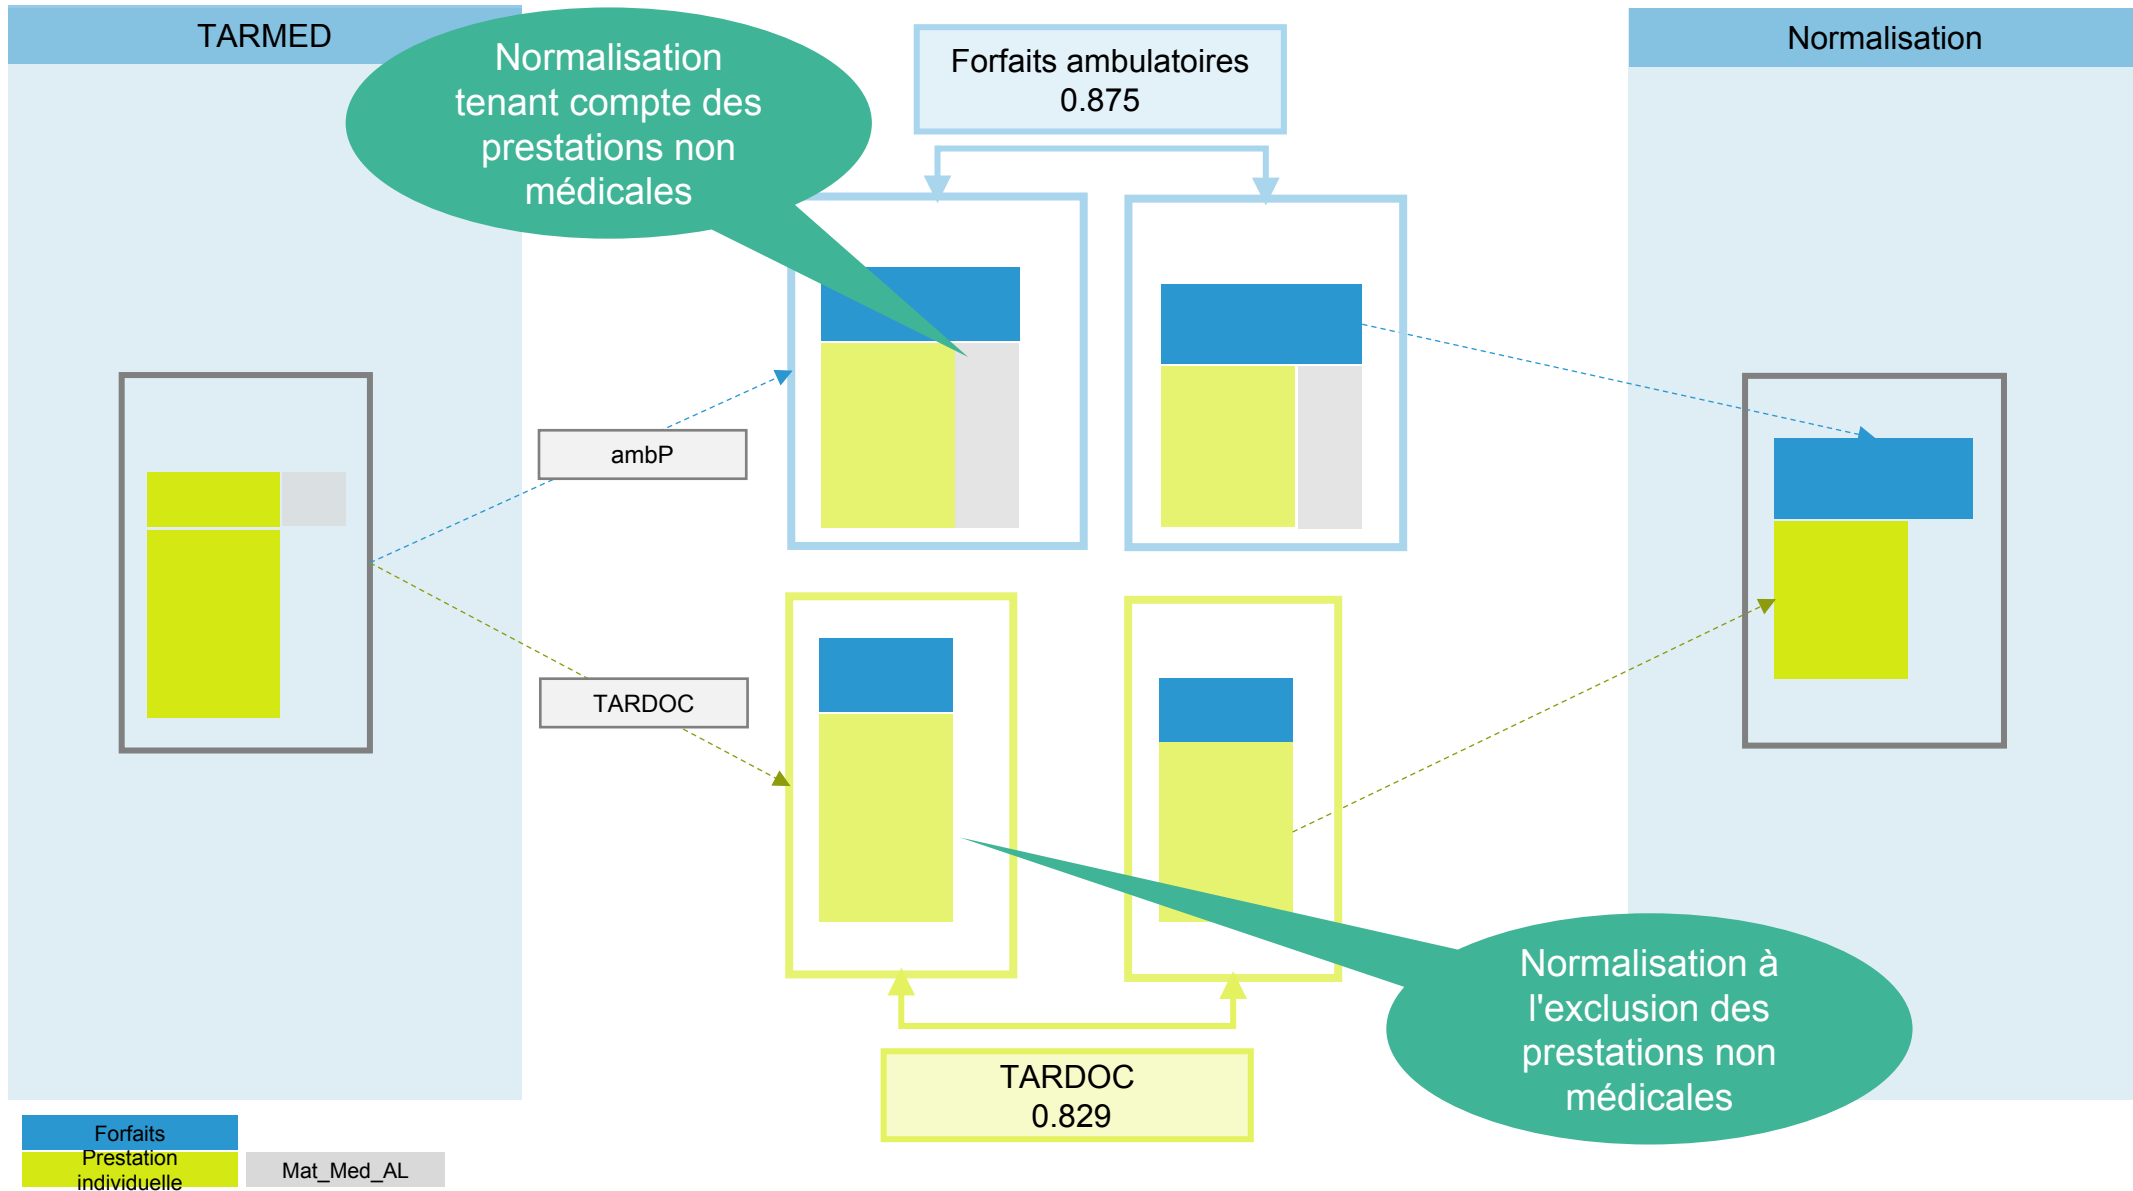 TARMED
Normalisation
tenant compte des
prestations non
médicales
Forfaits ambulatoires
0.875
Normalisation
ambP
TARDOC
TARDOC
0.829
Normalisation à
l'exclusion des
prestations non
médicales
Forfaits
Prestation
individuelle
Mat_Med_AL